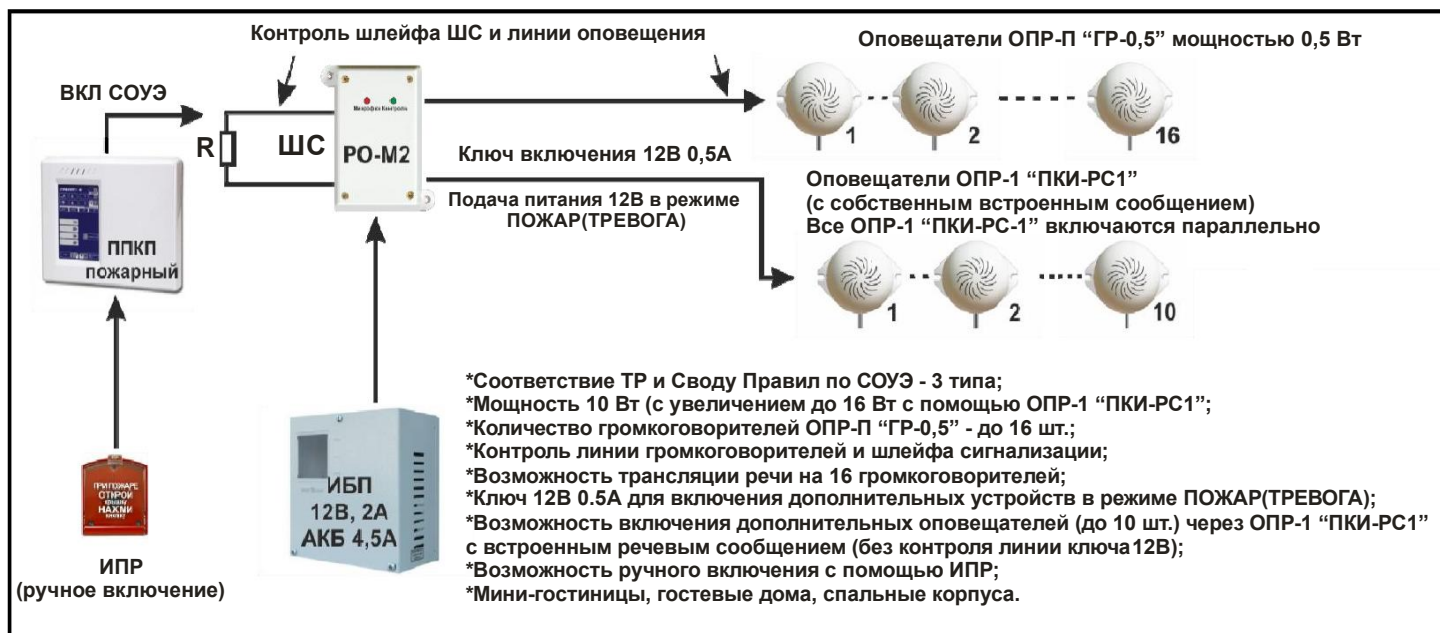 Контроль шлейфа ШС и линии оповещения
Оповещатели ОПР-П “ГР-0,5” мощностью 0,5 Вт
ВКЛ СОУЭ
Микрофон Контроль
R
ШС
РО-М2
1
2
16
Ключ включения 12В 0,5А
Подача питания 12В в режиме
ПОЖАР(ТРЕВОГА)
Оповещатели ОПР-1 “ПКИ-РС1”
(с собственным встроенным сообщением)
Все ОПР-1 “ПКИ-РС-1” включаются параллельно
ППКП
пожарный
1
2
10
*Соответствие ТР и Своду Правил по СОУЭ - 3 типа;
*Мощность 10 Вт (с увеличением до 16 Вт с помощью ОПР-1 “ПКИ-РС1”;
*Количество громкоговорителей ОПР-П “ГР-0,5” - до 16 шт.;
*Контроль линии громкоговорителей и шлейфа сигнализации;
*Возможность трансляции речи на 16 громкоговорителей;
*Ключ 12В 0.5А для включения дополнительных устройств в режиме ПОЖАР(ТРЕВОГА);
*Возможность включения дополнительных оповещателей (до 10 шт.) через ОПР-1 “ПКИ-РС1”
с встроенным речевым сообщением (без контроля линии ключа12В);
*Возможность ручного включения с помощью ИПР;
*Мини-гостиницы, гостевые дома, спальные корпуса.
ИБП
12В, 2А
АКБ 4,5А
ПРИ ПОЖАРЕ
ОТКРОЙ
НАЖМИ
ИПР
(ручное включение)